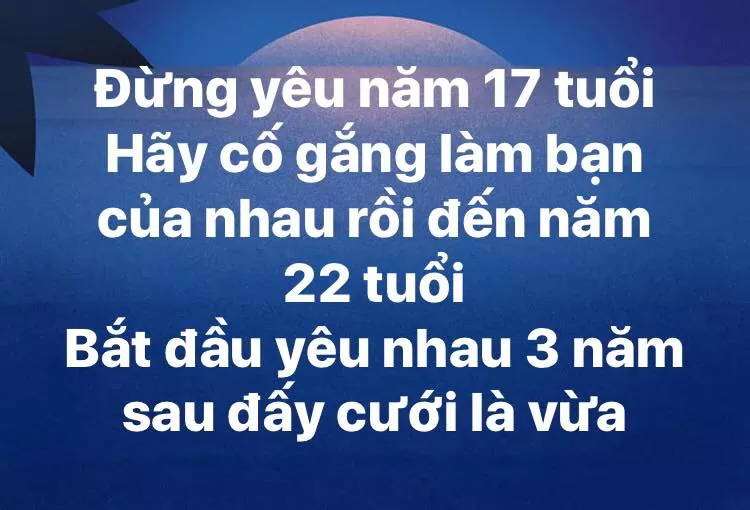 Đừng yêu năm 17 tuổi
Hãy cố gắng làm bạn
của nhau rồi đến năm
22 tuổi
Bắt đầu yêu nhau 3 năm
sau đấy cưới là vừa